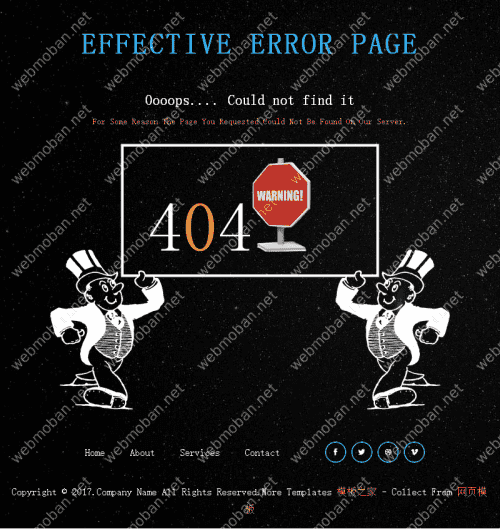 EFFECTIVE ERROR PAGE
Oooops.... Could not find it
For Some Reason The Page You Requested Could Not Be Found On Our Server.
404
WARNING!
Home About Services Contact
Copyright © 2017.Company Name All Rights Reserved.More Templates 模板之家 - Collect From 网页模
板
webmoban.net